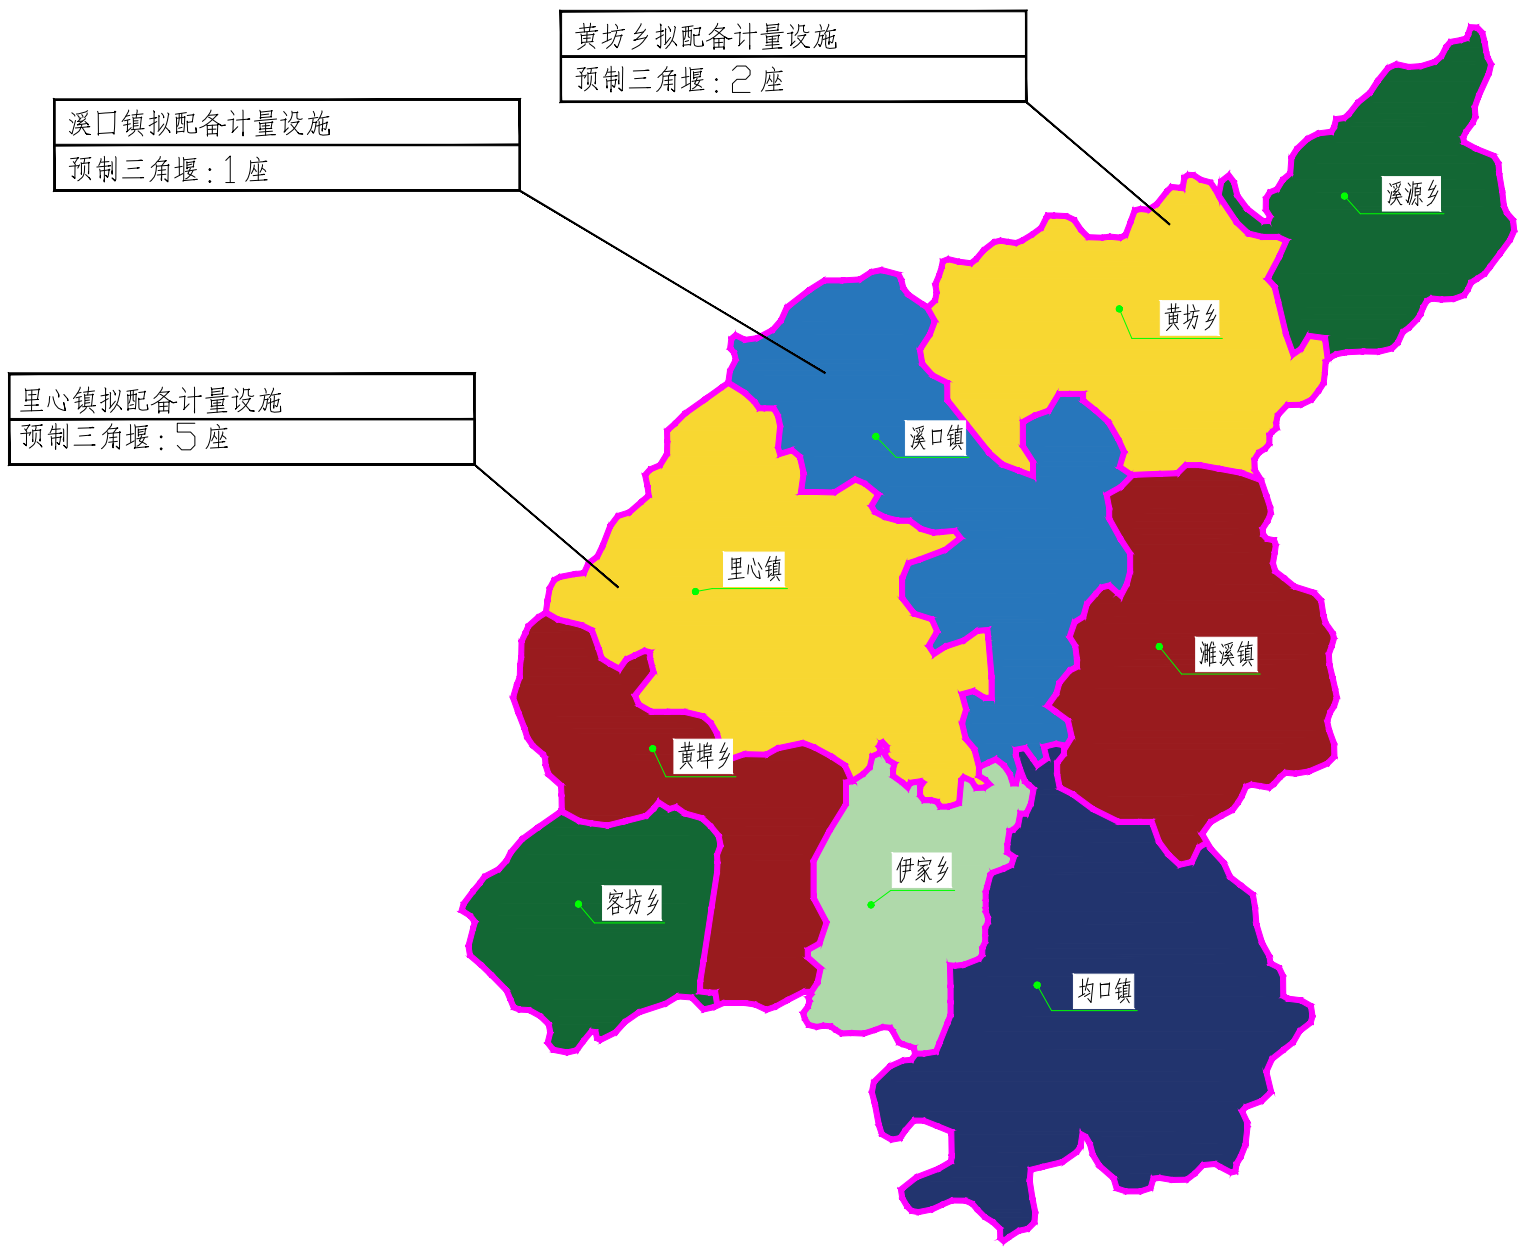 黄坊乡拟配备计量设施
预制三角堰:2座
溪口镇拟配备计量设施
预制三角堰:1座
溪源乡
黄坊乡
里心镇拟配备计量设施
预制三角堰:5座
溪口镇
里心镇
濉溪镇
黄埠乡
伊家乡
客坊乡
均口镇